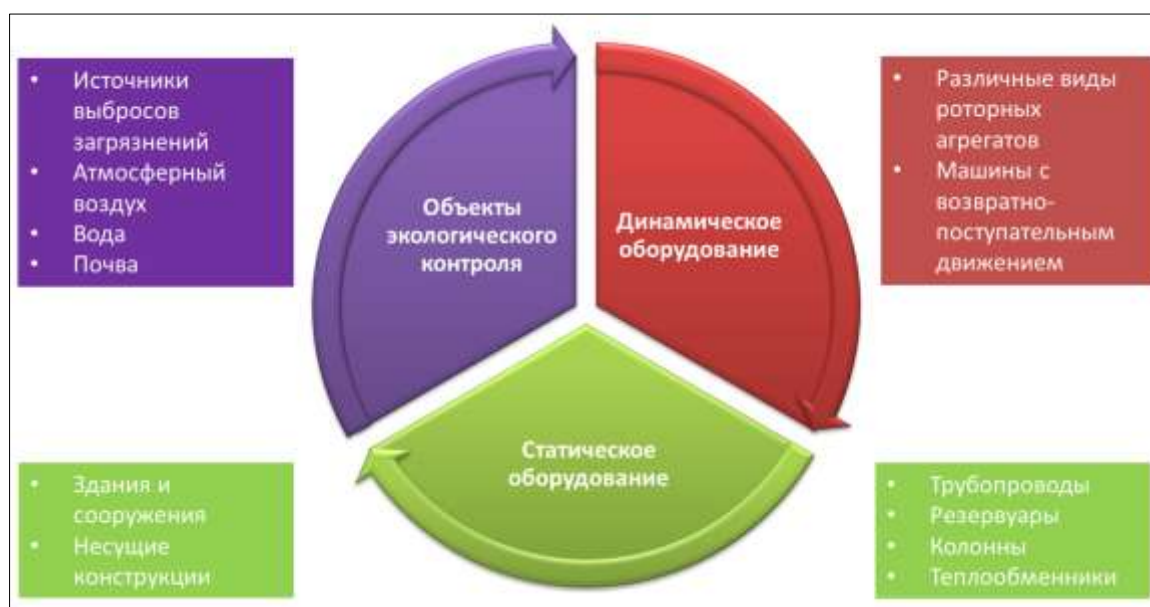 • Источники
выбросов
загрязнений
• Атмосферный
воздух
• Вода
• Почва
Объекты
экологического
контроля
Динамическое
оборудование
• Различные виды
роторных
агрегатов
• Машины с
возвратно-
поступательным
движением
Статическое
оборудование
• Здания и
сооружения
• Несущие
конструкции
• Трубопроводы
• Резервуары
• Колонны
• Теплообменники